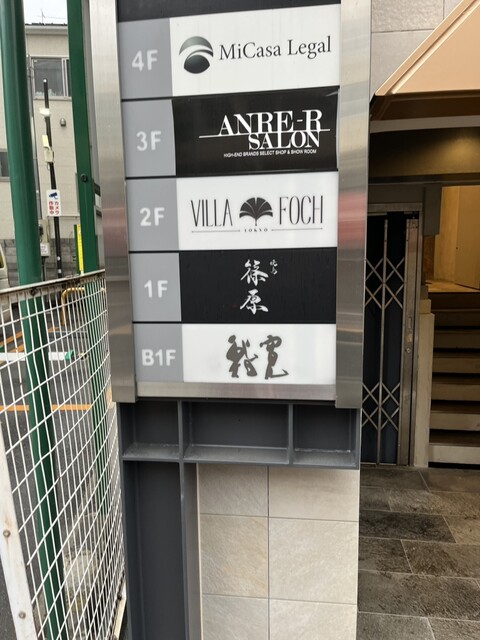 4F
MiCasa Legal
3F
ANRE-R
SALON
HIGH-END BRANDS SELECT SHOP & SHOW ROOM
2F
VILLA FOCH
TOKYO
1F
篠原
B1F